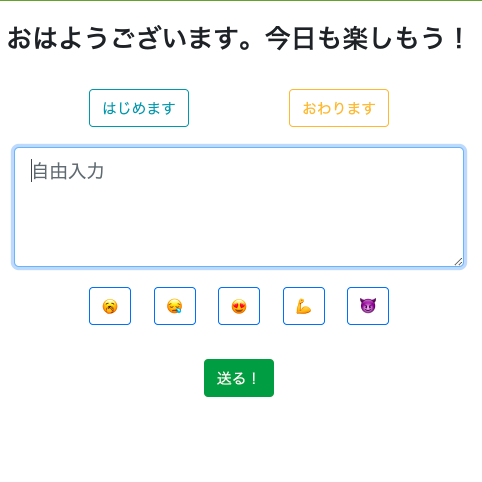 おはようございます。今日も楽しもう！
はじめます おわります
自由入力
🥱 😪 😍 💪 😈
送る！